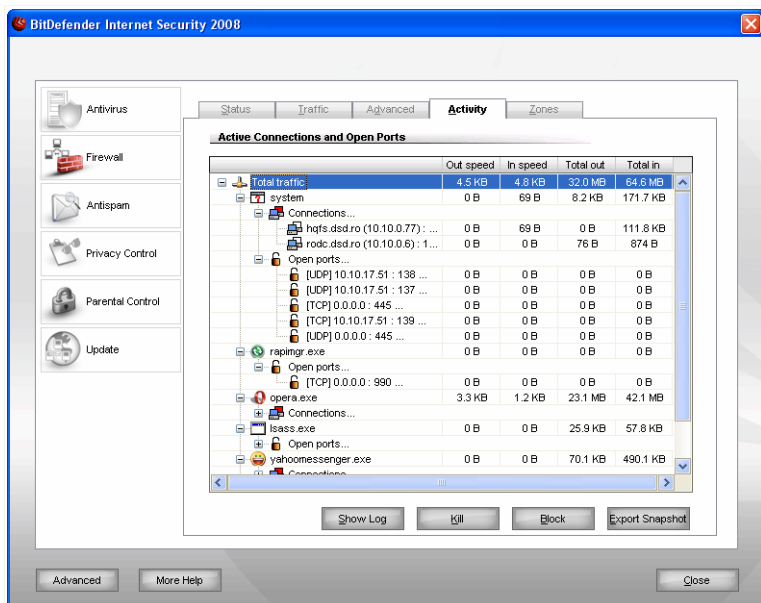 BitDefender Internet Security 2008
Antivirus
Firewall
Antispam
Privacy Control
Parental Control
Update
Status Traffic Advanced Activity Zones
Active Connections and Open Ports
Out speed In speed Total out Total in
Total traffic 4.5 KB 4.8 KB 32.0 MB 64.6 MB
system 0 B 69 B 8.2 KB 171.7 KB
Connections...
hqfs.dsd.ro (10.10.0.77) : ... 0 B 69 B 0 B 111.8 KB
rodc.dsd.ro (10.10.0.6) : 1... 0 B 0 B 76 B 874 B
Open ports...
[UDP] 10.10.17.51 : 138 ... 0 B 0 B 0 B 0 B
[UDP] 10.10.17.51 : 137 ... 0 B 0 B 0 B 0 B
[TCP] 0.0.0.0 : 445 ... 0 B 0 B 0 B 0 B
[TCP] 10.10.17.51 : 139 ... 0 B 0 B 0 B 0 B
[UDP] 0.0.0.0 : 445 ... 0 B 0 B 0 B 0 B
rapimgr.exe 0 B 0 B 0 B 0 B
Open ports...
[TCP] 0.0.0.0 : 990 ... 0 B 0 B 0 B 0 B
opera.exe 3.3 KB 1.2 KB 23.1 MB 42.1 MB
Connections...
lsass.exe 0 B 0 B 25.9 KB 57.8 KB
Open ports...
yahoomessenger.exe 0 B 0 B 70.1 KB 490.1 KB
Connections...
Show Log Kill Block Export Snapshot
Advanced More Help Close